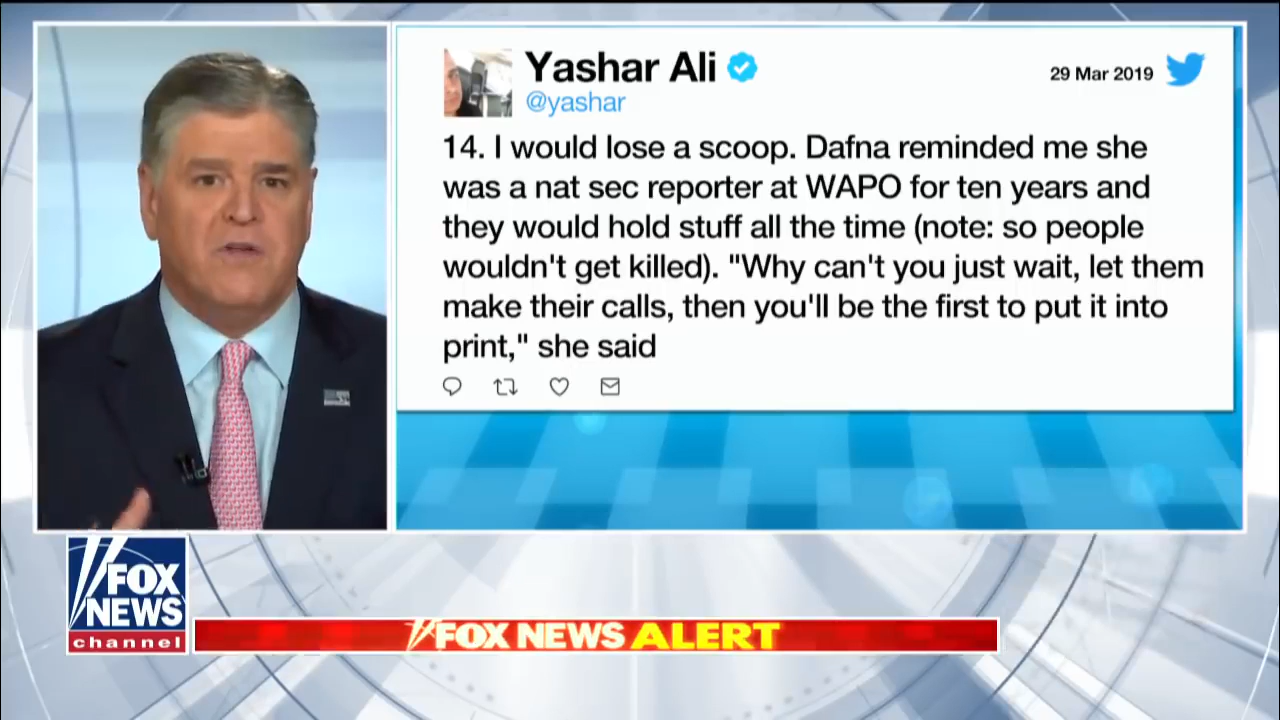 Yashar Ali
@yashar
29 Mar 2019
14. I would lose a scoop. Dafna reminded me she
was a nat sec reporter at WAPO for ten years and
they would hold stuff all the time (note: so people
wouldn't get killed). "Why can't you just wait, let them
make their calls, then you'll be the first to put it into
print," she said
FOX
NEWS
channel
FOX NEWS ALERT